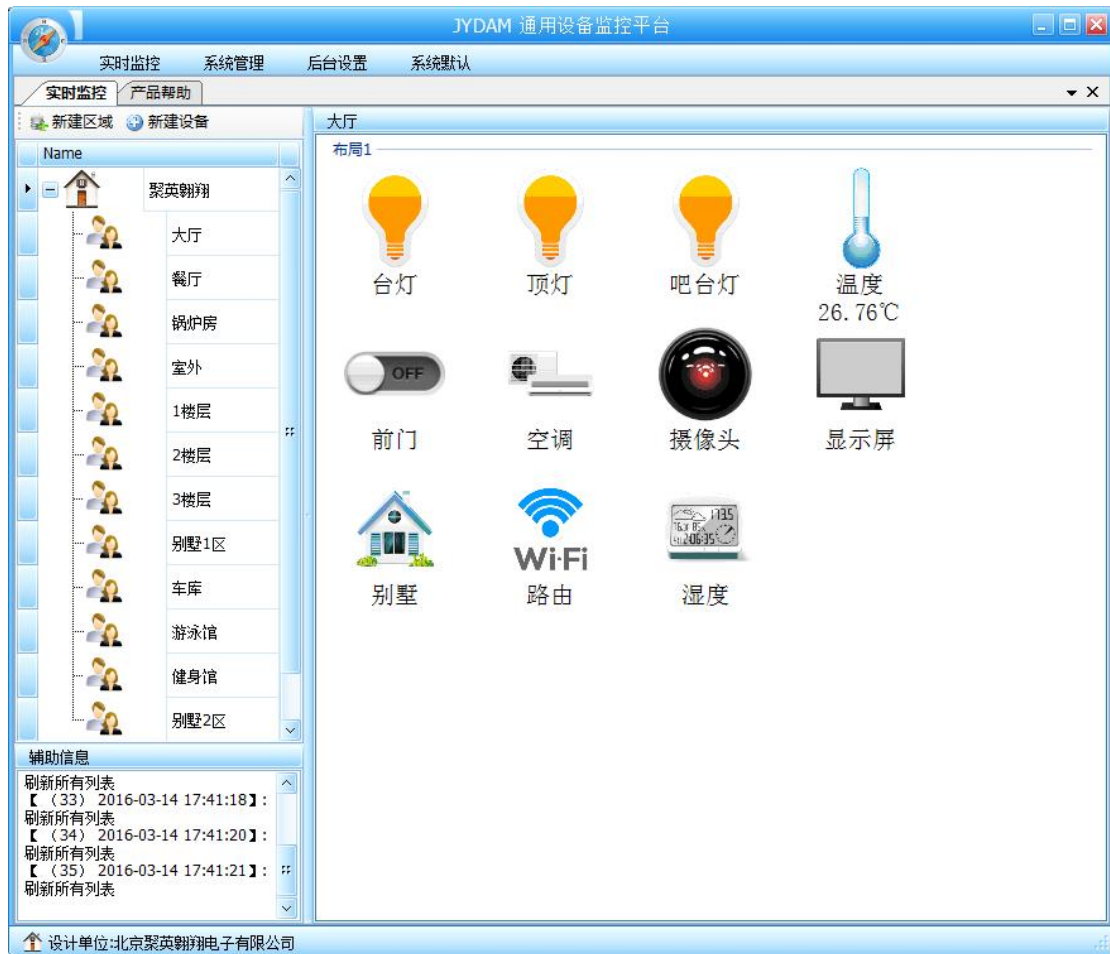 JYDAM 通用设备监控平台
实时监控 系统管理 后台设置 系统默认
实时监控 产品帮助
新建区域 新建设备
大厅
Name
布局1
聚英翱翔
大厅
餐厅
锅炉房
室外
1楼层
2楼层
3楼层
别墅1区
车库
游泳馆
健身馆
别墅2区
台灯 顶灯 吧台灯 温度
26.76℃
OFF
前门 空调 摄像头 显示屏
Wi-Fi
别墅 路由 湿度
辅助信息
刷新所有列表
【 (33) 2016-03-14 17:41:18】:
刷新所有列表
【 (34) 2016-03-14 17:41:20】:
刷新所有列表
【 (35) 2016-03-14 17:41:21】:
刷新所有列表
设计单位:北京聚英翱翔电子有限公司